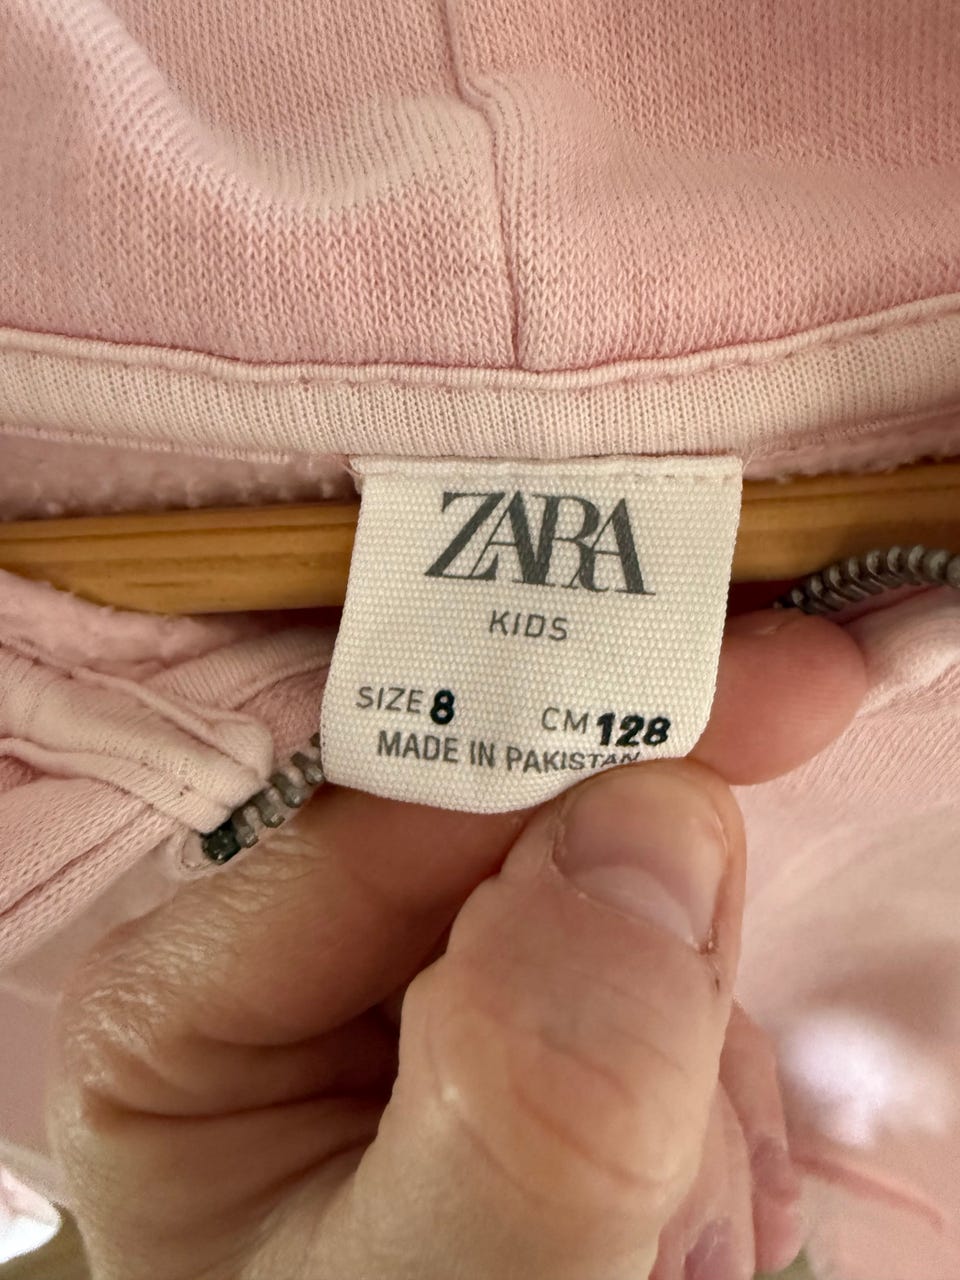 ZARA
KIDS
SIZE 8 CM 128
MADE IN PAKISTAN